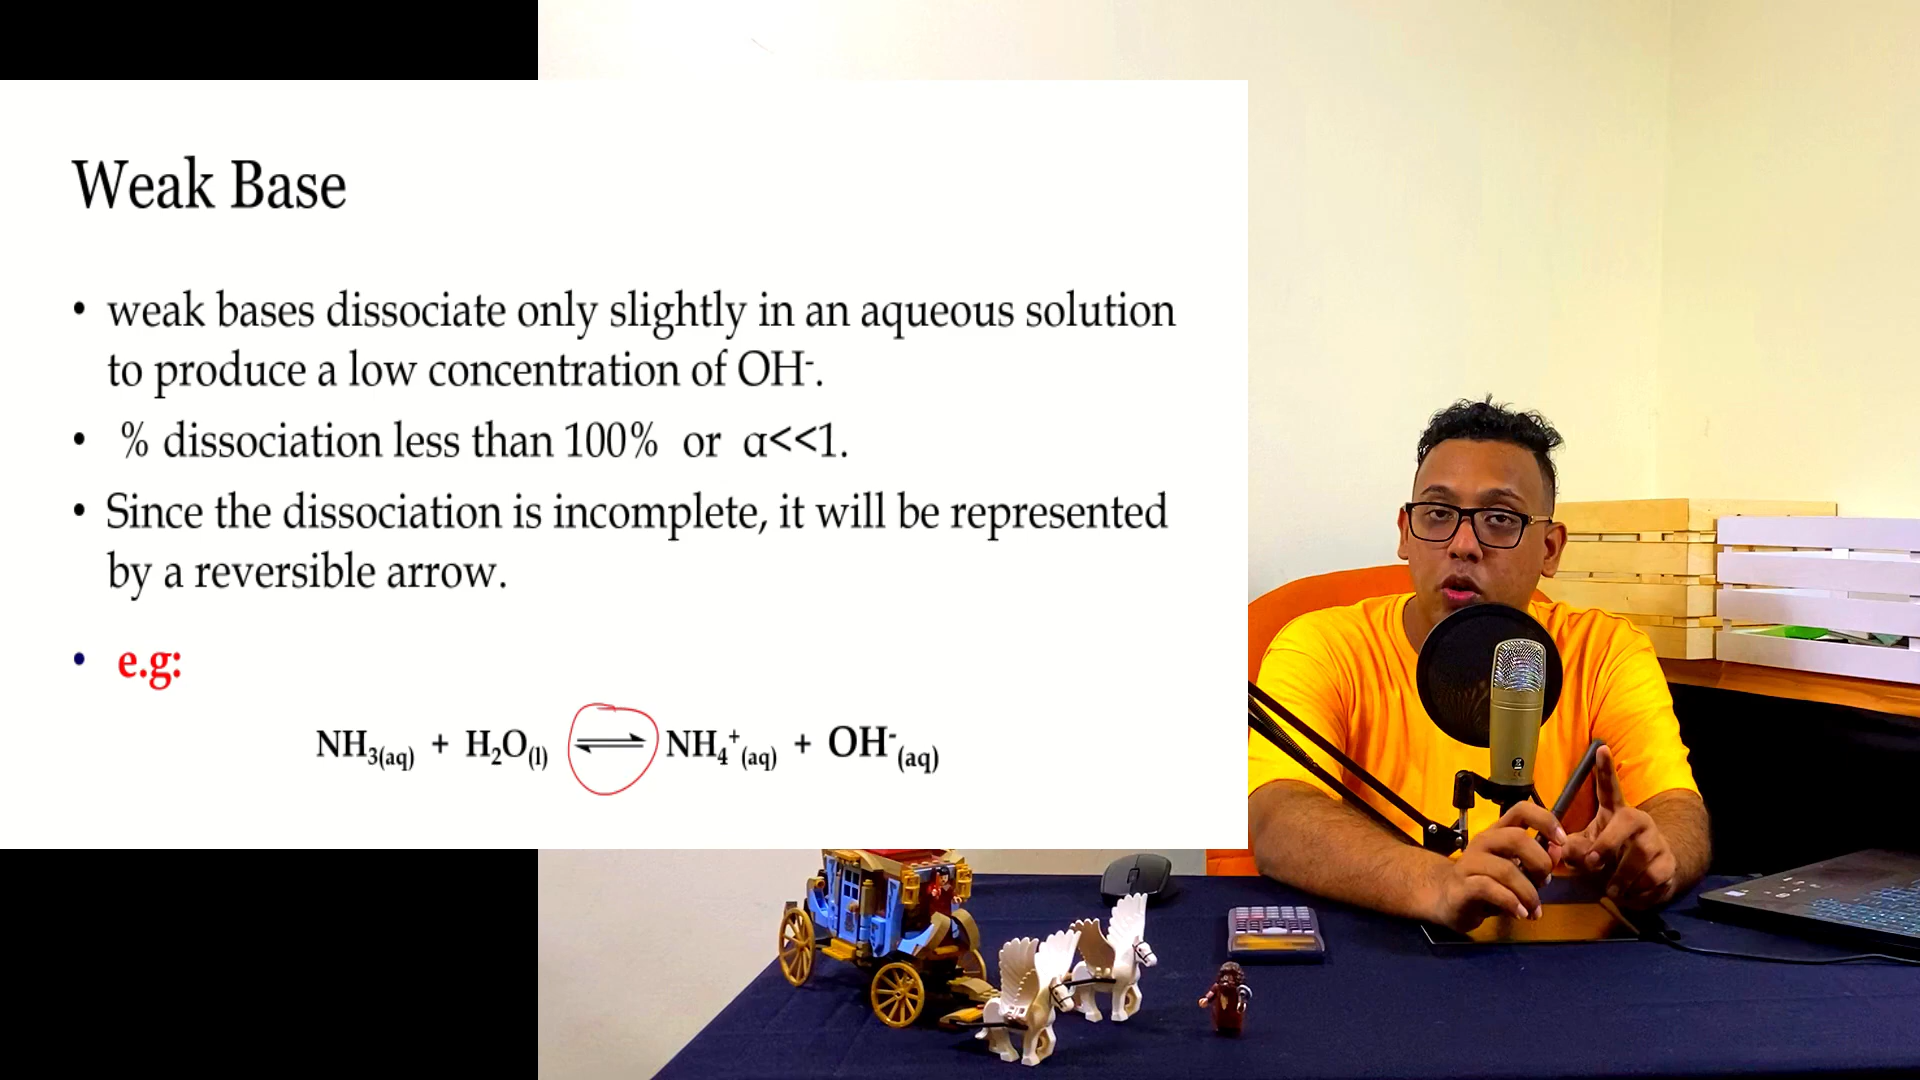 Weak Base
• weak bases dissociate only slightly in an aqueous solution
to produce a low concentration of OH⁻.
• % dissociation less than 100% or α<<1.
• Since the dissociation is incomplete, it will be represented
by a reversible arrow.
• e.g:
NH₃(aq) + H₂O(l) ⇌ NH₄⁺(aq) + OH⁻(aq)